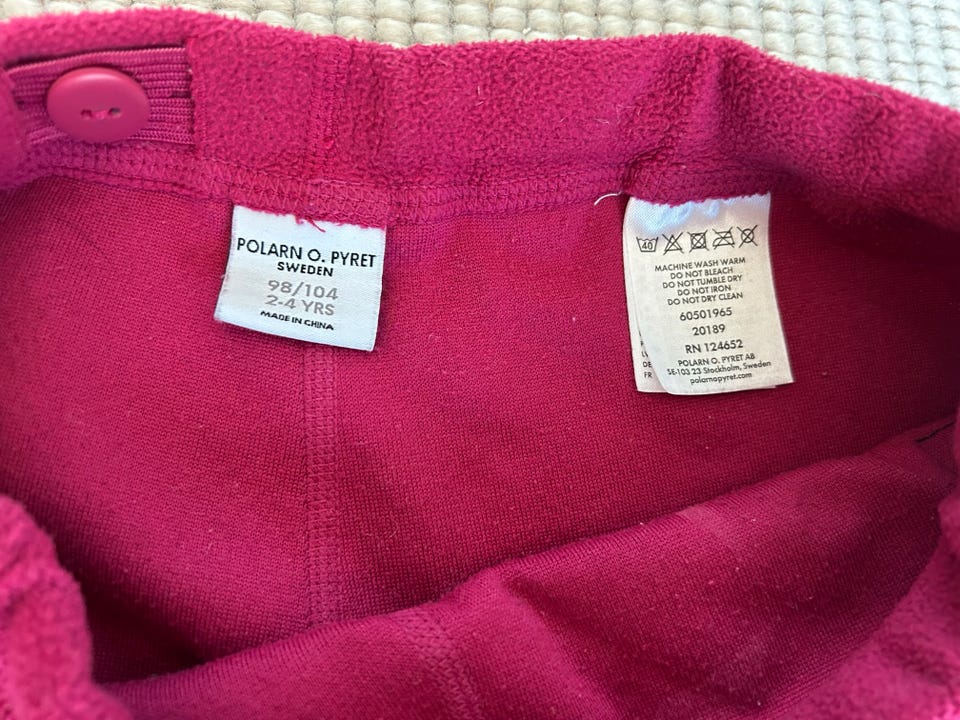 POLARN O. PYRET
SWEDEN
98/104
2-4 YRS
MADE IN CHINA
40
MACHINE WASH WARM
DO NOT BLEACH
DO NOT TUMBLE DRY
DO NOT IRON
DO NOT DRY CLEAN
60501965
20189
RN 124652
POLARN O. PYRET AB
SE-103 23 Stockholm, Sweden
polarnopyret.com
DE
FR